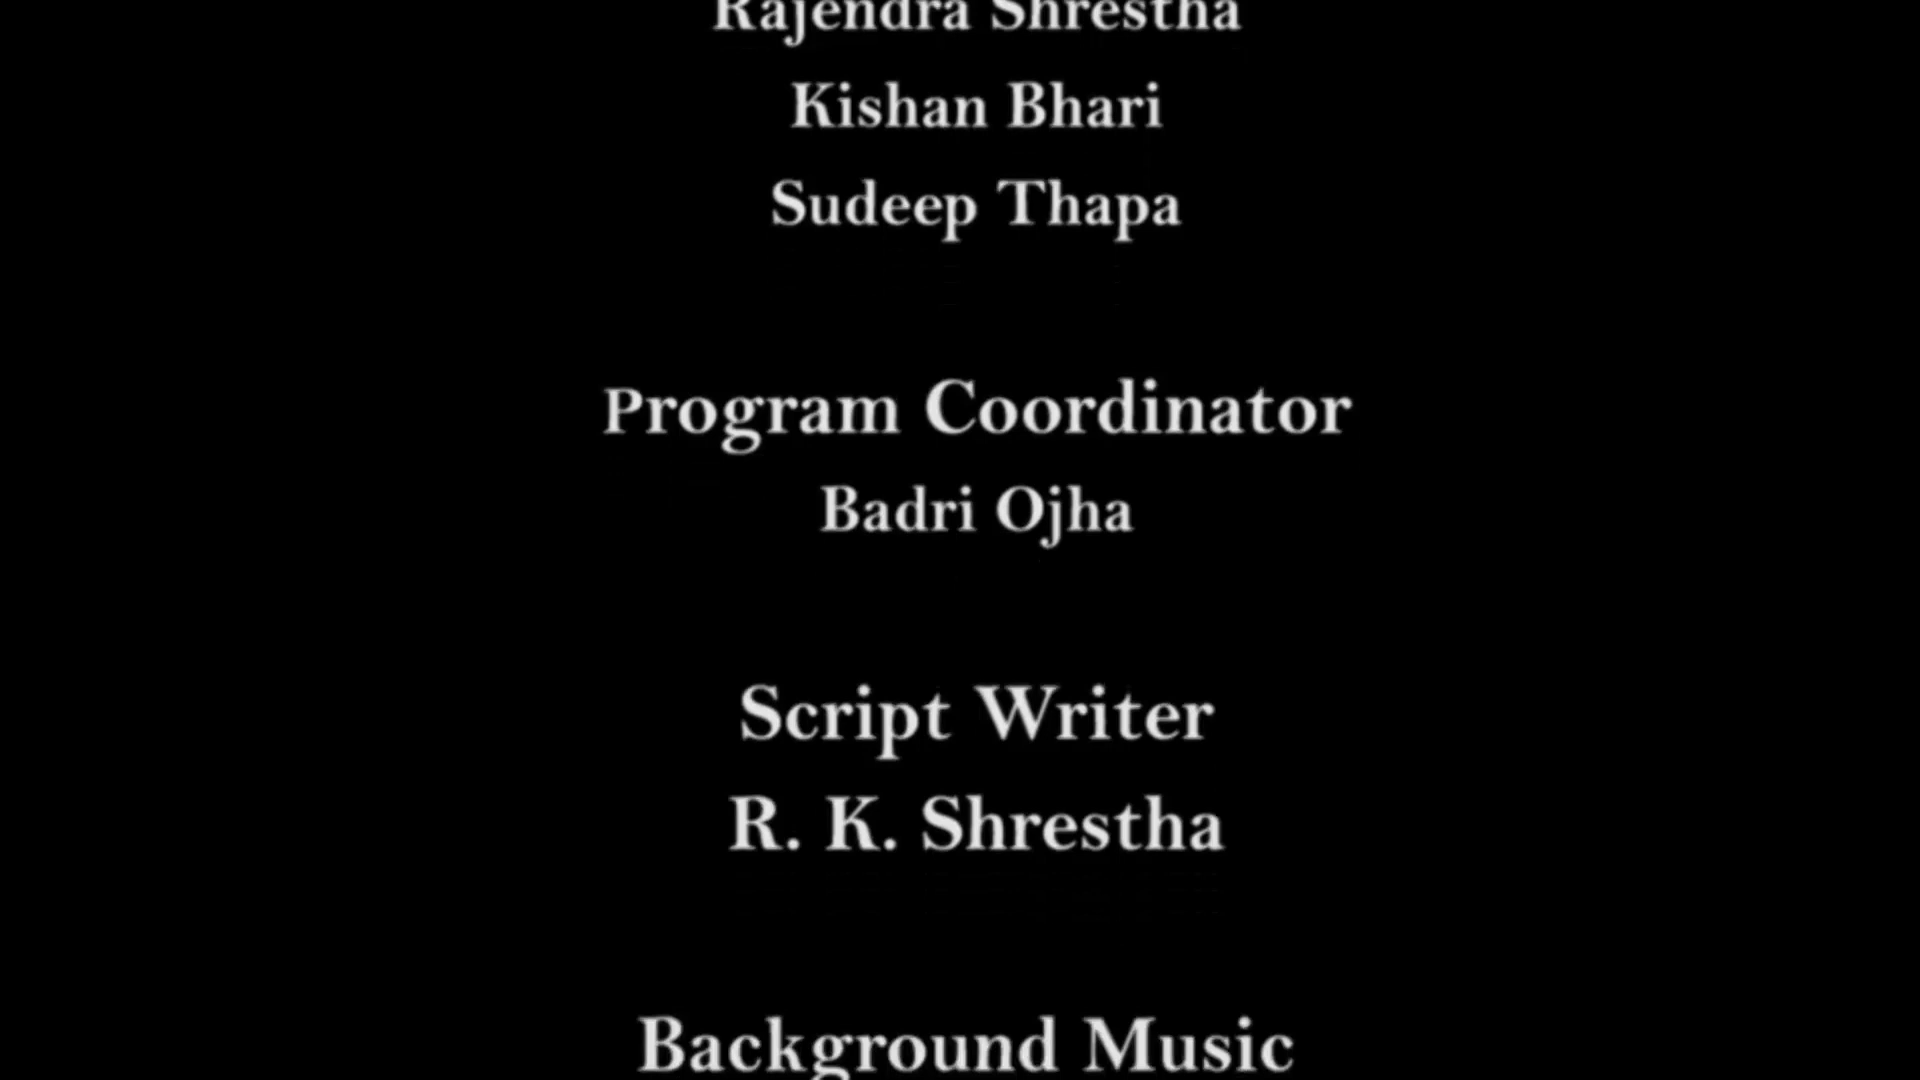 Rajendra Shrestha
Kishan Bhari
Sudeep Thapa
Program Coordinator
Badri Ojha
Script Writer
R. K. Shrestha
Background Music